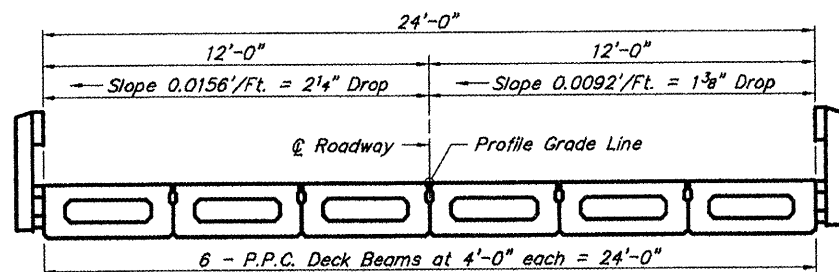 24'-0"
12'-0" 12'-0"
Slope 0.0156'/Ft. = 2¼" Drop Slope 0.0092'/Ft. = 1⅜" Drop
℄ Roadway Profile Grade Line
6 - P.P.C. Deck Beams at 4'-0" each = 24'-0"